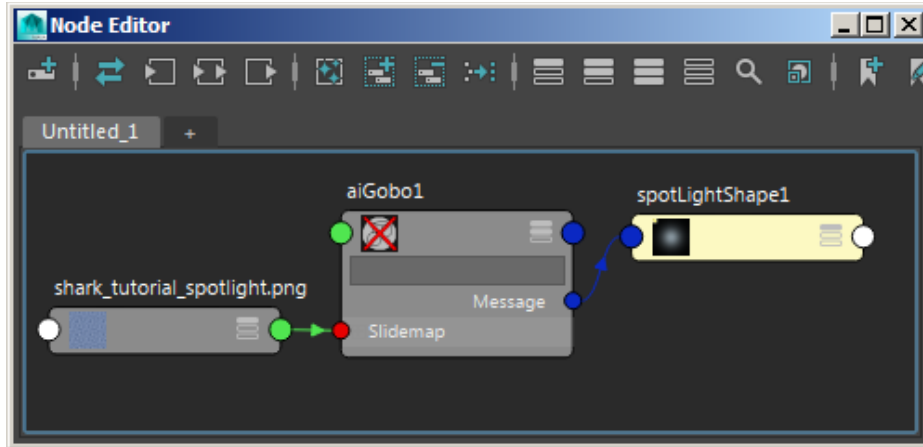 Node Editor
Untitled_1 +
aiGobo1
spotLightShape1
shark_tutorial_spotlight.png
Message
Slidemap